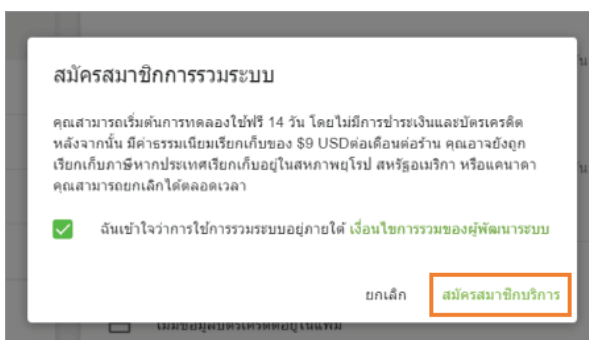 สมัครสมาชิกการรวมระบบ
คุณสามารถเริ่มต้นการทดลองใช้ฟรี 14 วัน โดยไม่มีการชำระเงินและบัตรเครดิต
หลังจากนั้น มีค่าธรรมเนียมเรียกเก็บของ $9 USDต่อเดือนต่อร้าน คุณอาจยังถูก
เรียกเก็บภาษีหากประเทศเรียกเก็บอยู่ในสหภาพยุโรป สหรัฐอเมริกา หรือแคนาดา
คุณสามารถยกเลิกได้ตลอดเวลา
ฉันเข้าใจว่าการใช้การรวมระบบอยู่ภายใต้ เงื่อนไขการรวมของผู้พัฒนาระบบ
ยกเลิก สมัครสมาชิกบริการ